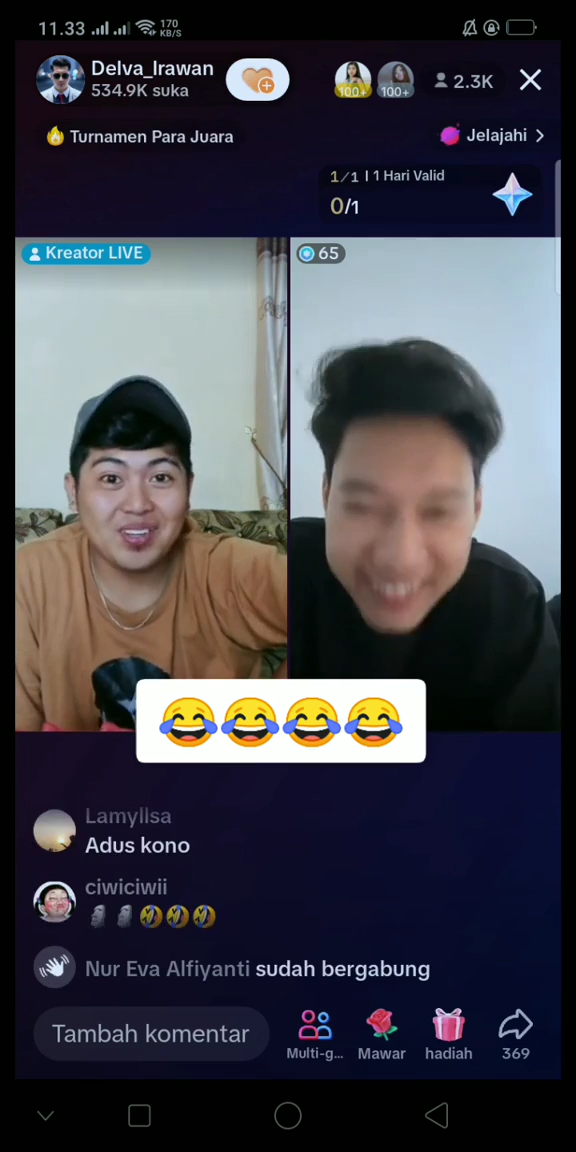 11.33 170 KB/S
Delva_Irawan
534.9K suka
100+ 100+ 2.3K
Turnamen Para Juara
Jelajahi
1/1 | 1 Hari Valid
0/1
Kreator LIVE
65
Lamyllsa
Adus kono
ciwiciwii
Nur Eva Alfiyanti sudah bergabung
Tambah komentar
Multi-g... Mawar hadiah 369